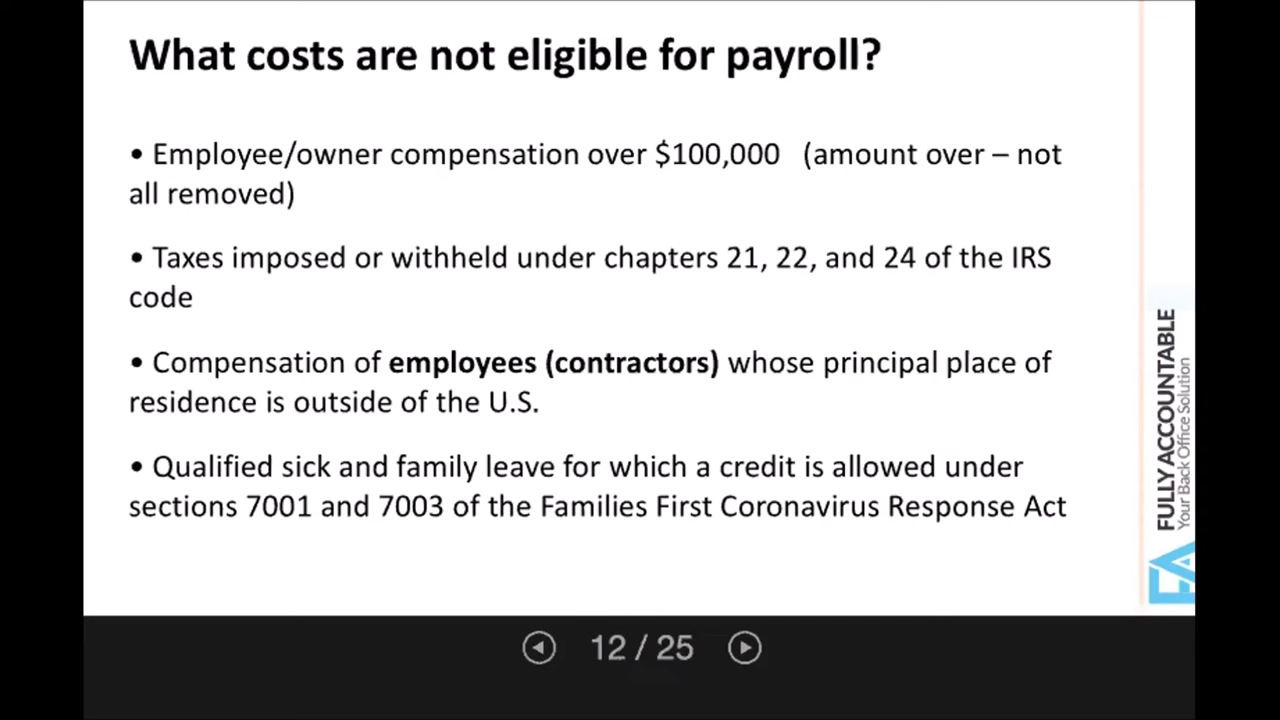 What costs are not eligible for payroll?
• Employee/owner compensation over $100,000   (amount over – not
all removed)
• Taxes imposed or withheld under chapters 21, 22, and 24 of the IRS
code
• Compensation of employees (contractors) whose principal place of
residence is outside of the U.S.
• Qualified sick and family leave for which a credit is allowed under
sections 7001 and 7003 of the Families First Coronavirus Response Act
FULLY ACCOUNTABLE
Your Back Office Solution
FA
12 / 25